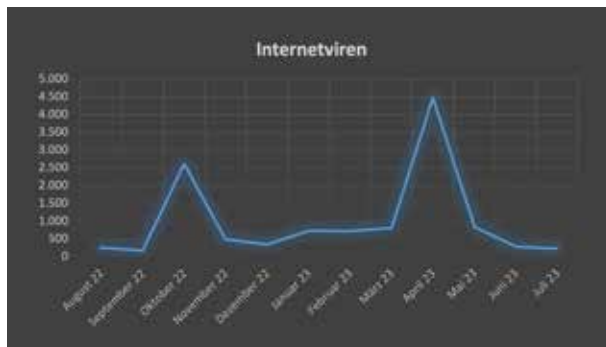 Internetviren
5.000
4.500
4.000
3.500
3.000
2.500
2.000
1.500
1.000
500
0
August 22
September 22
Oktober 22
November 22
Dezember 22
Januar 23
Februar 23
März 23
April 23
Mai 23
Juni 23
Juli 23